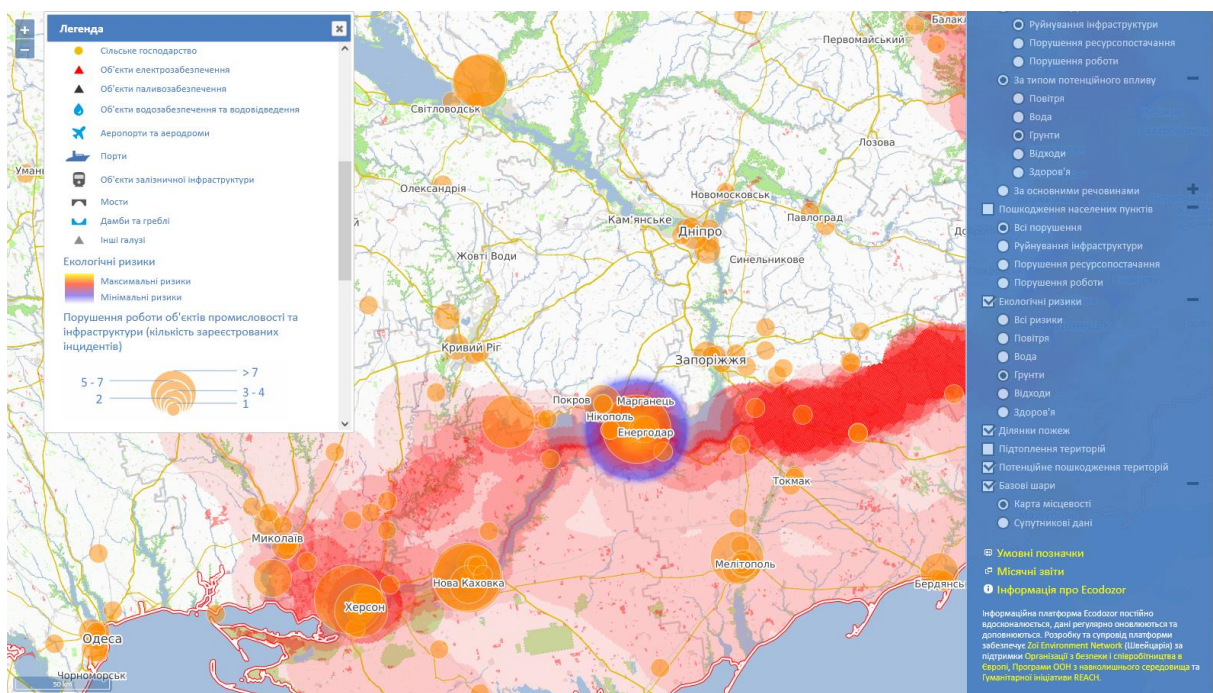 Легенда
Сільське господарство
Об'єкти електрозабезпечення
Об'єкти паливозабезпечення
Об'єкти водозабезпечення та водовідведення
Аеропорти та аеродроми
Порти
Об'єкти залізничної інфраструктури
Мости
Дамби та греблі
Інші галузі
Екологічні ризики
Максимальні ризики
Мінімальні ризики
Порушення роботи об'єктів промисловості та
інфраструктури (кількість зареєстрованих
інцидентів)
5 - 7
2
> 7
3 - 4
1
Первомайський
Світловодськ
Лозова
Олександрія
Новомосковськ
Кам'янське
Павлоград
Дніпро
Синельникове
Жовті Води
Кривий Ріг
Запоріжжя
Покров
Марганець
Нікополь
Енергодар
Токмак
Миколаїв
Мелітополь
Нова Каховка
Херсон
Одеса
Чорноморськ
50 km
Руйнування інфраструктури
Порушення ресурсопостачання
Порушення роботи
За типом потенційного впливу
Повітря
Вода
Грунти
Відходи
Здоров'я
За основними речовинами
Пошкодження населених пунктів
Всі порушення
Руйнування інфраструктури
Порушення ресурсопостачання
Порушення роботи
Екологічні ризики
Всі ризики
Повітря
Вода
Грунти
Відходи
Здоров'я
Ділянки пожеж
Підтоплення територій
Потенційне пошкодження територій
Базові шари
Карта місцевості
Супутникові дані
Умовні позначки
Місячні звіти
Інформація про Ecodozor
Інформаційна платформа Ecodozor постійно
вдосконалюється, дані регулярно оновлюються та
доповнюються. Розробку та супровід платформи
забезпечує Zoï Environment Network (Швейцарія) за
підтримки Організації з безпеки і співробітництва в
Європі, Програми ООН з навколишнього середовища та
Гуманітарної ініціативи REACH.